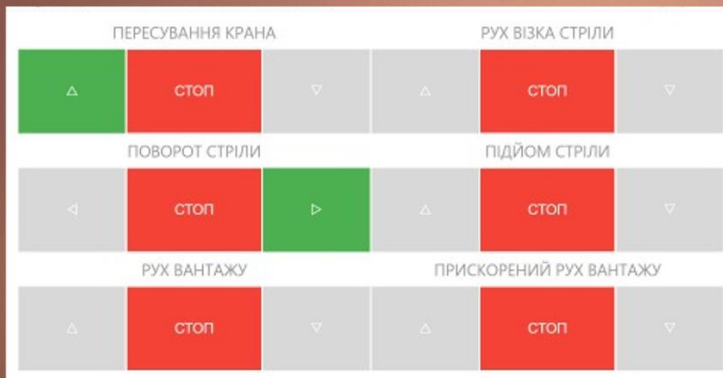 ПЕРЕСУВАННЯ КРАНА
РУХ ВІЗКА СТРІЛИ
СТОП
СТОП
ПОВОРОТ СТРІЛИ
ПІДЙОМ СТРІЛИ
СТОП
СТОП
РУХ ВАНТАЖУ
ПРИСКОРЕНИЙ РУХ ВАНТАЖУ
СТОП
СТОП